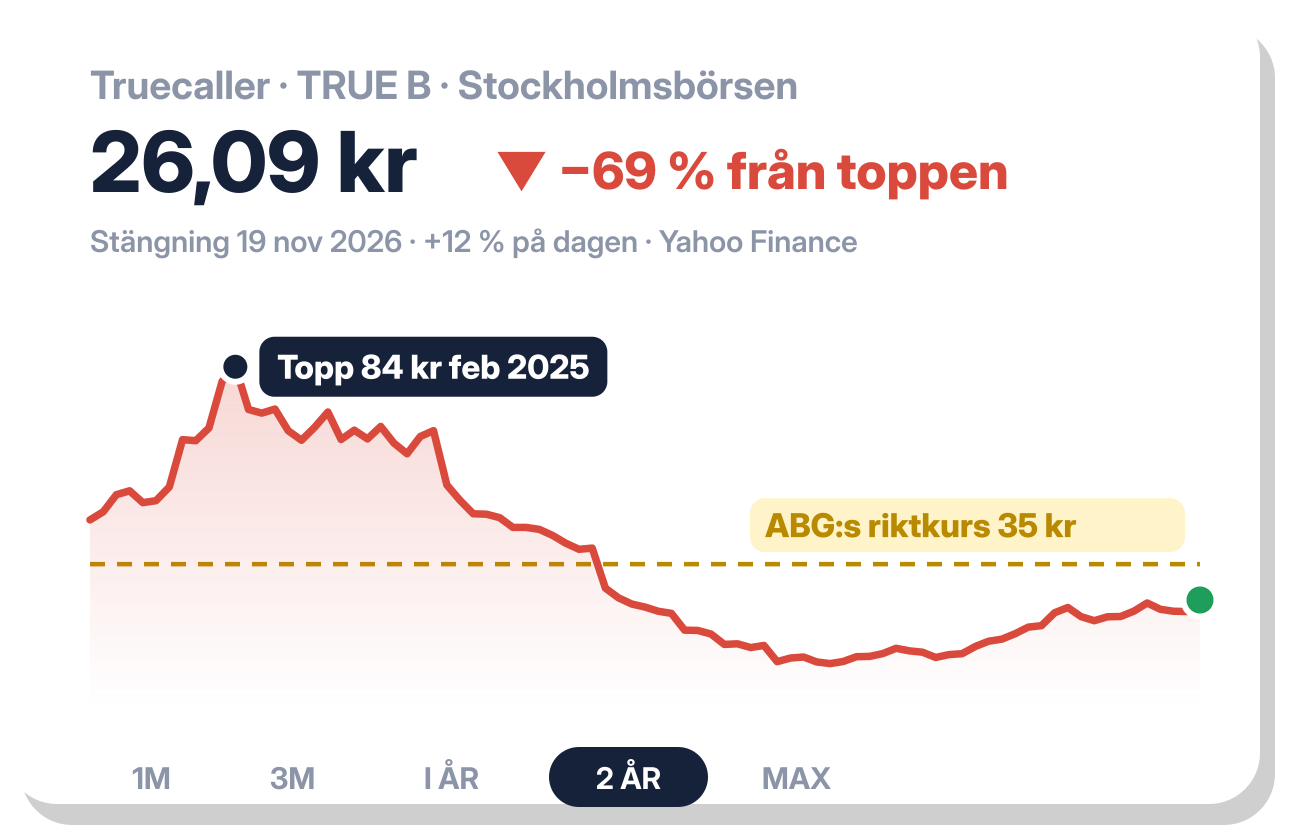 Truecaller · TRUE B · Stockholmsbörsen
26,09 kr ▼ −69 % från toppen
Stängning 19 nov 2026 · +12 % på dagen · Yahoo Finance
Topp 84 kr feb 2025
ABG:s riktkurs 35 kr
1M 3M I ÅR 2 ÅR MAX